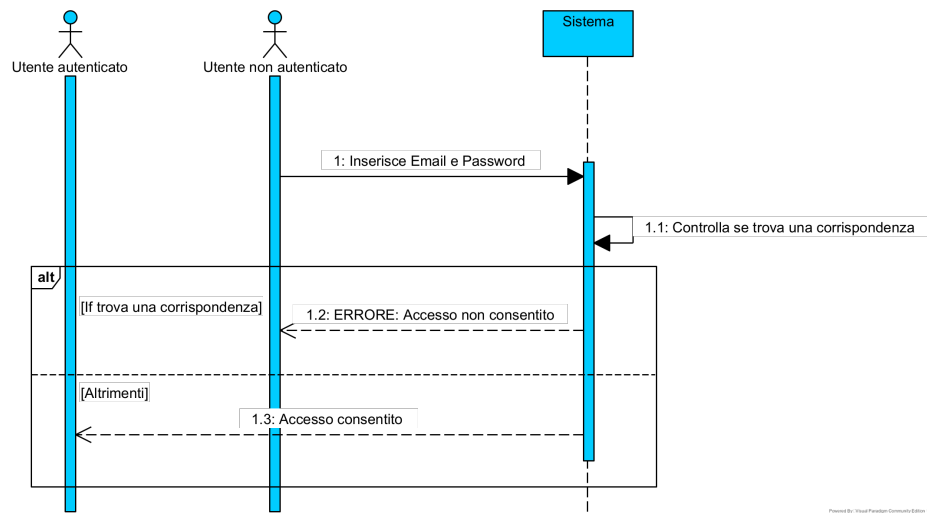 Utente autenticato
Utente non autenticato
Sistema
1: Inserisce Email e Password
1.1: Controlla se trova una corrispondenza
alt
[If trova una corrispondenza]
1.2: ERRORE: Accesso non consentito
[Altrimenti]
1.3: Accesso consentito
Powered By: Visual Paradigm Community Edition